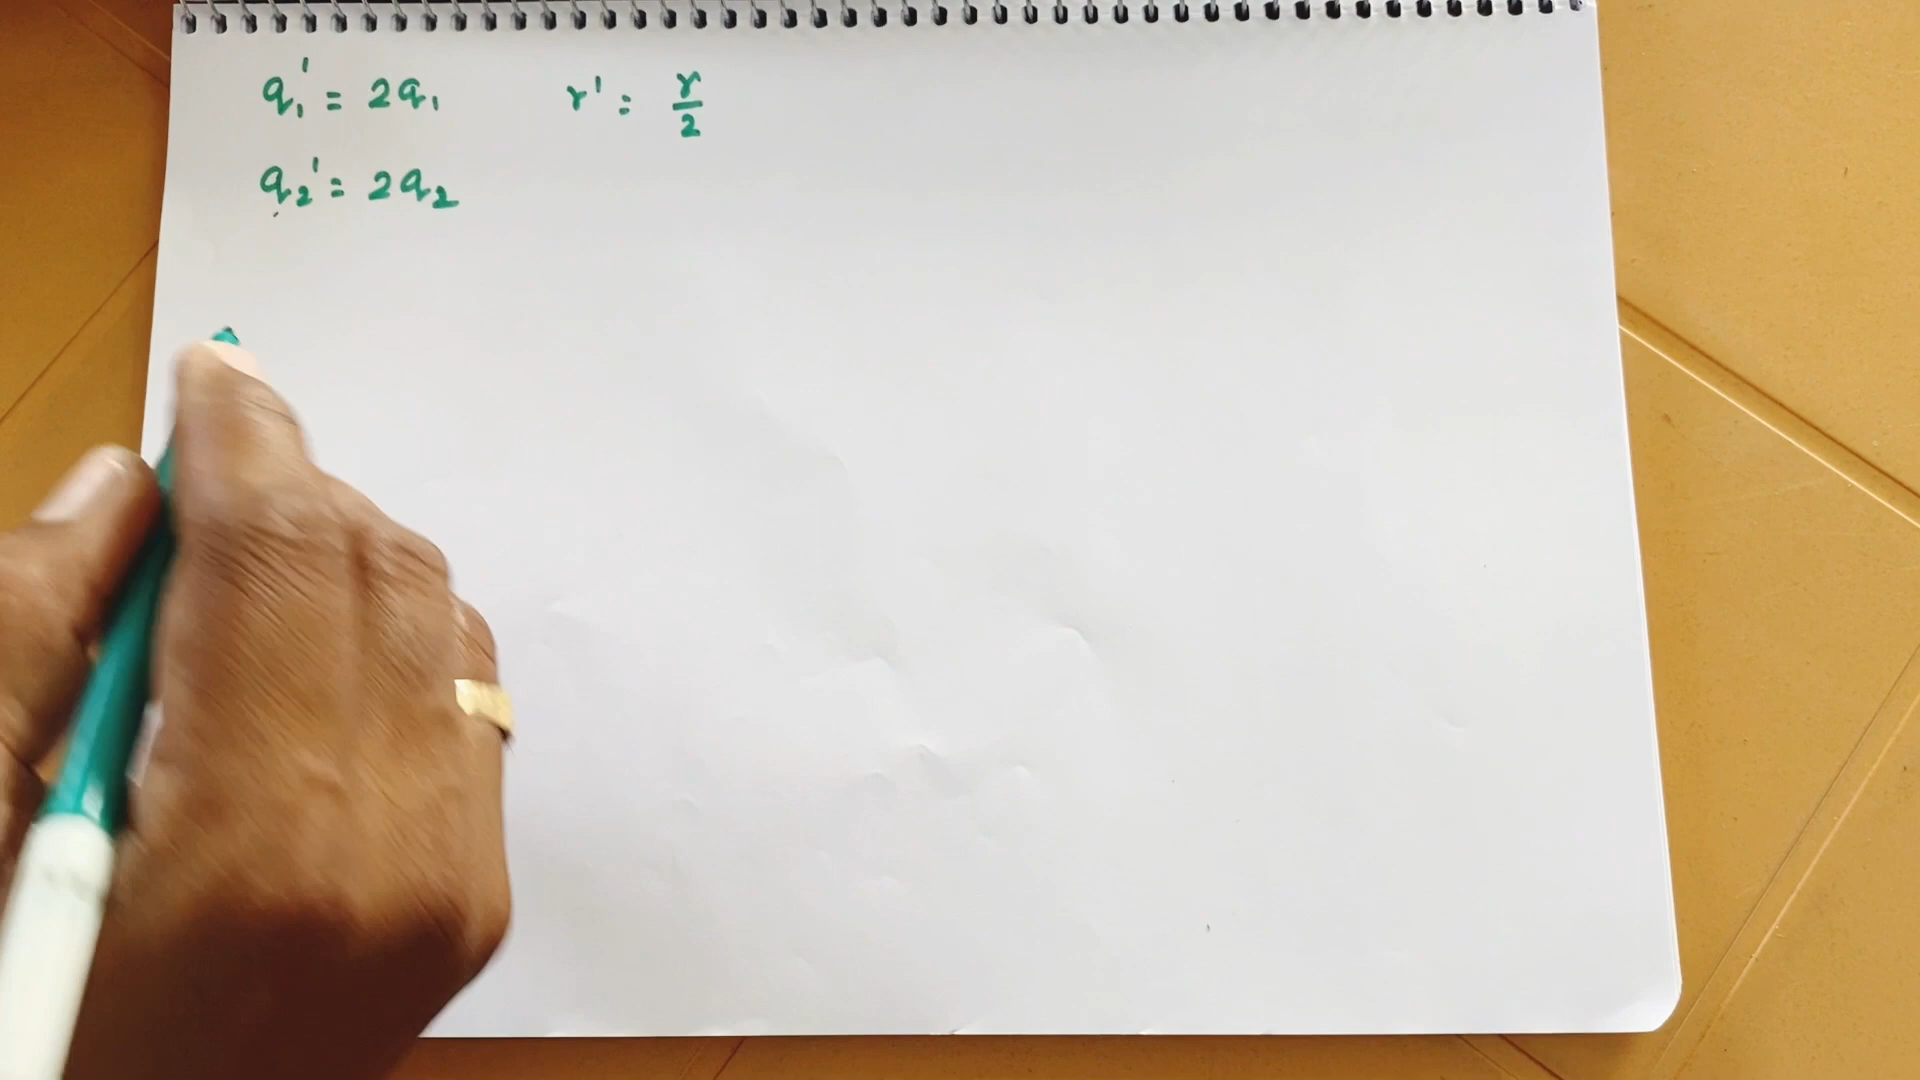 q₁' = 2q₁ r' = r/2
q₂' = 2q₂